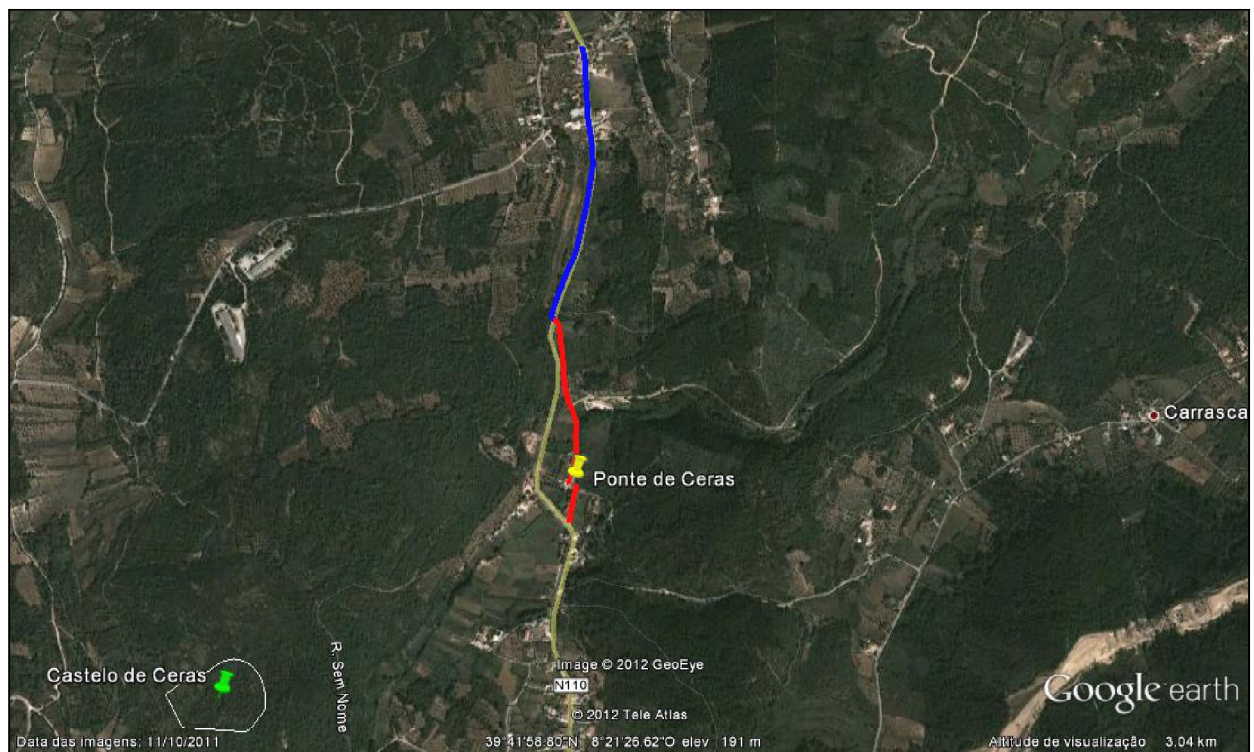 Carrasca
Ponte de Ceras
Castelo de Ceras
R. Sem Nome
Image © 2012 GeoEye
N110
© 2012 Tele Atlas
Google earth
Data das imagens: 11/10/2011
39°41'58.80"N 8°21'26.62"O elev 191 m
Altitude de visualização 3,04 km